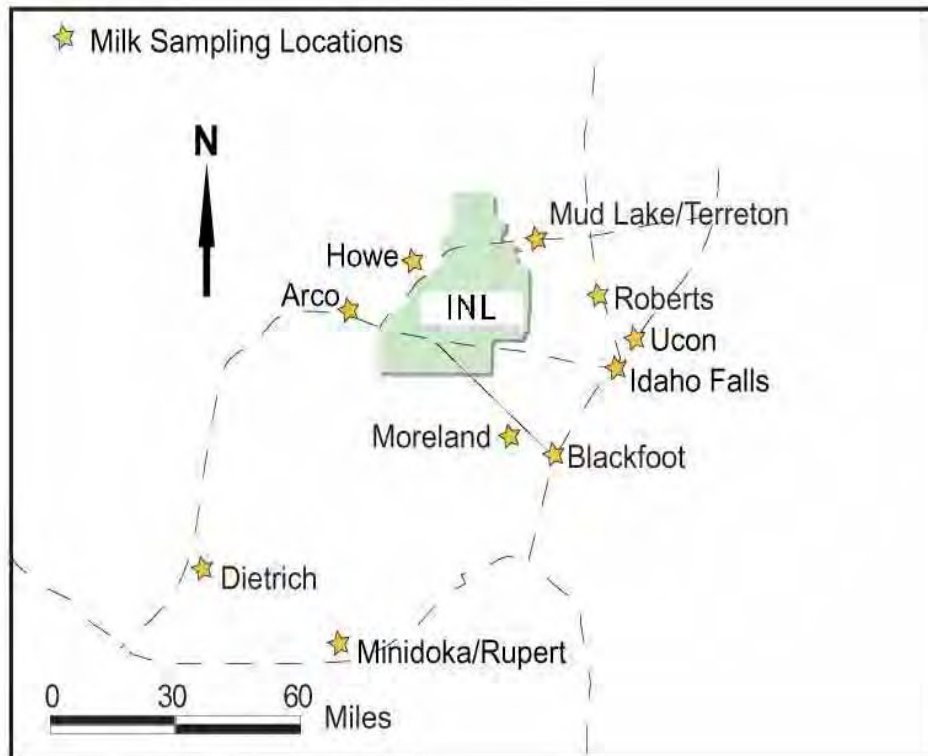 Milk Sampling Locations
N
Mud Lake/Terreton
Howe
Arco
INL
Roberts
Ucon
Idaho Falls
Moreland
Blackfoot
Dietrich
Minidoka/Rupert
0 30 60
Miles